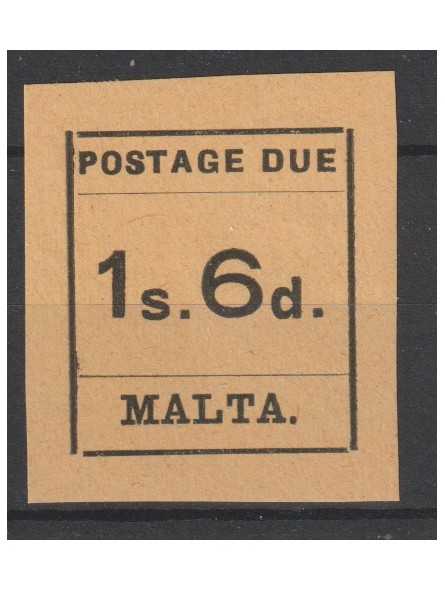 POSTAGE DUE
1s. 6d.
MALTA.